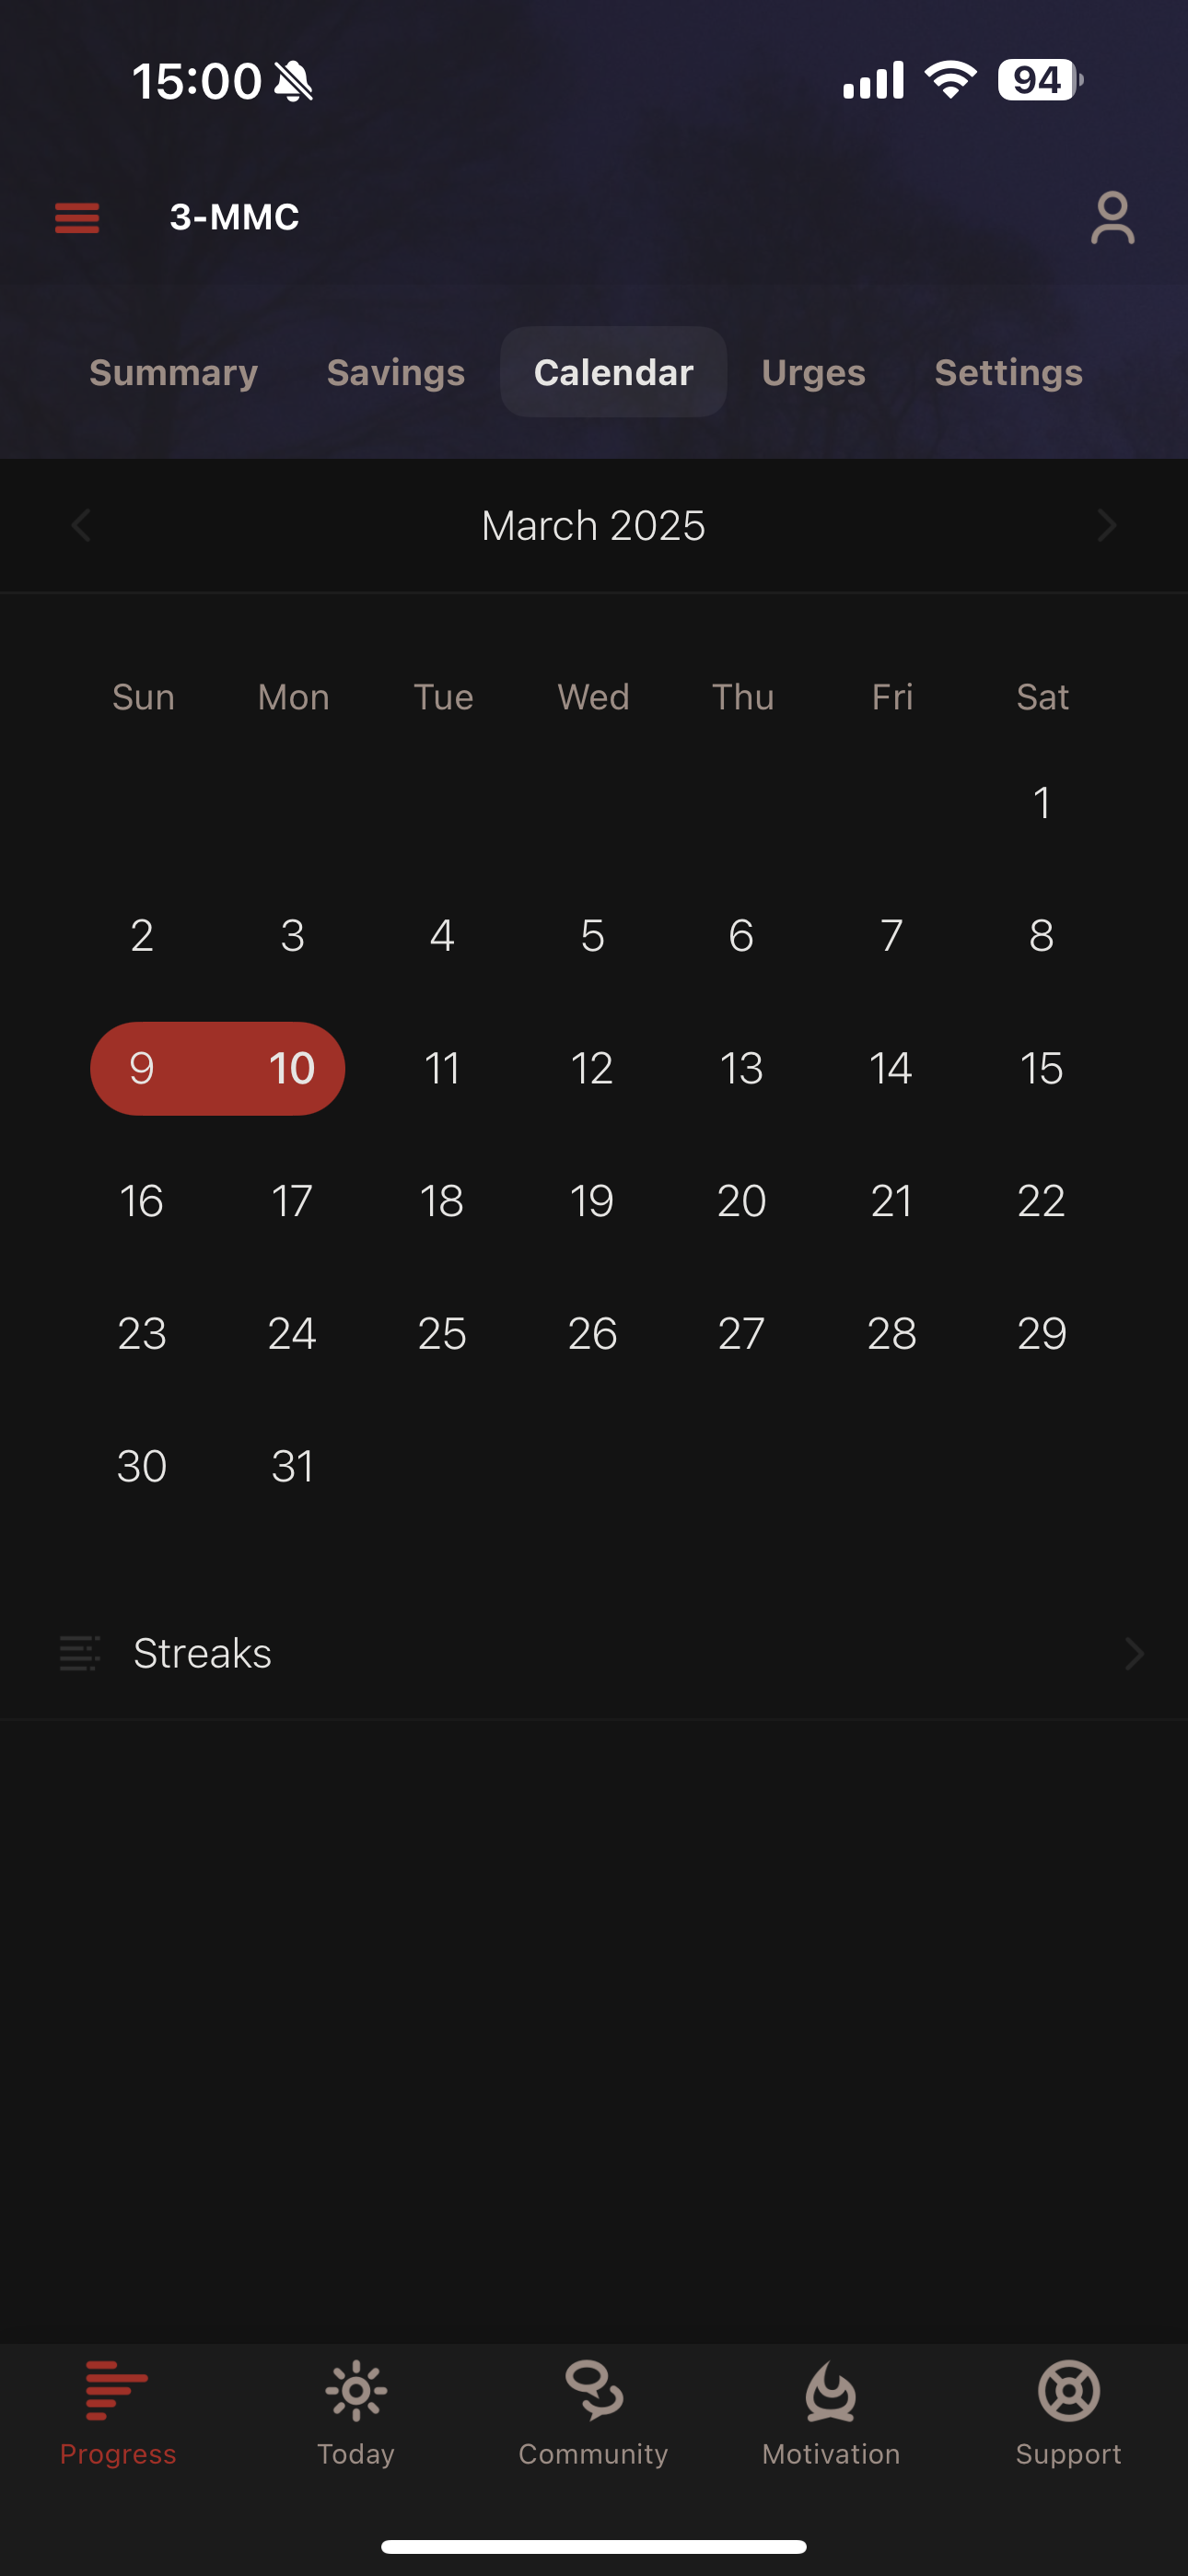 15:00
94
3-MMC
Summary Savings Calendar Urges Settings
March 2025
Sun Mon Tue Wed Thu Fri Sat
1
2 3 4 5 6 7 8
9 10 11 12 13 14 15
16 17 18 19 20 21 22
23 24 25 26 27 28 29
30 31
Streaks
Progress Today Community Motivation Support